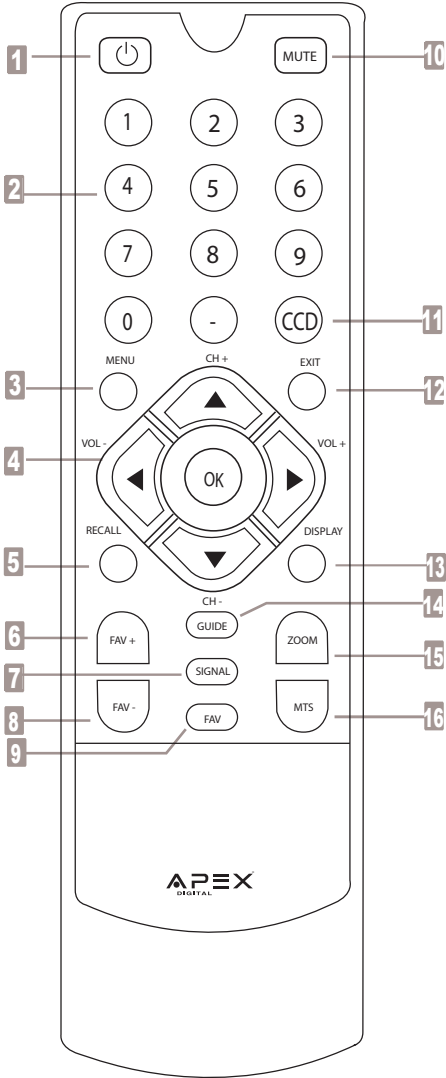 1 MUTE 10
1 2 3
2 4 5 6
7 8 9
0 - CCD 11
MENU CH + EXIT
3 12
VOL - VOL +
4 OK
RECALL DISPLAY
5 13
CH - 14
6 FAV + GUIDE ZOOM 15
7 SIGNAL
8 FAV - MTS 16
9 FAV
APEX
DIGITAL